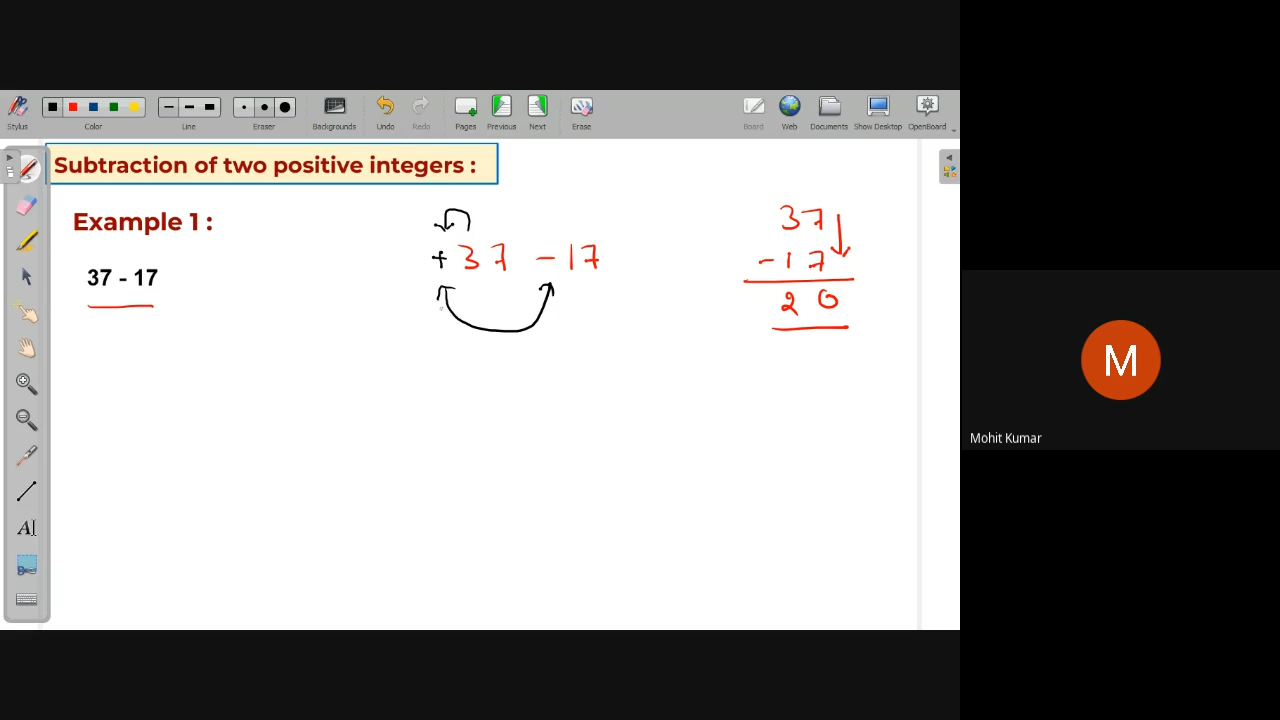 Stylus
Color
Line
Eraser
Backgrounds
Undo
Redo
Pages
Previous
Next
Erase
Board
Web
Documents
Show Desktop
OpenBoard
Subtraction of two positive integers :
Example 1 :
37 - 17
+37 -17
37
-17
20
AI
M
Mohit Kumar